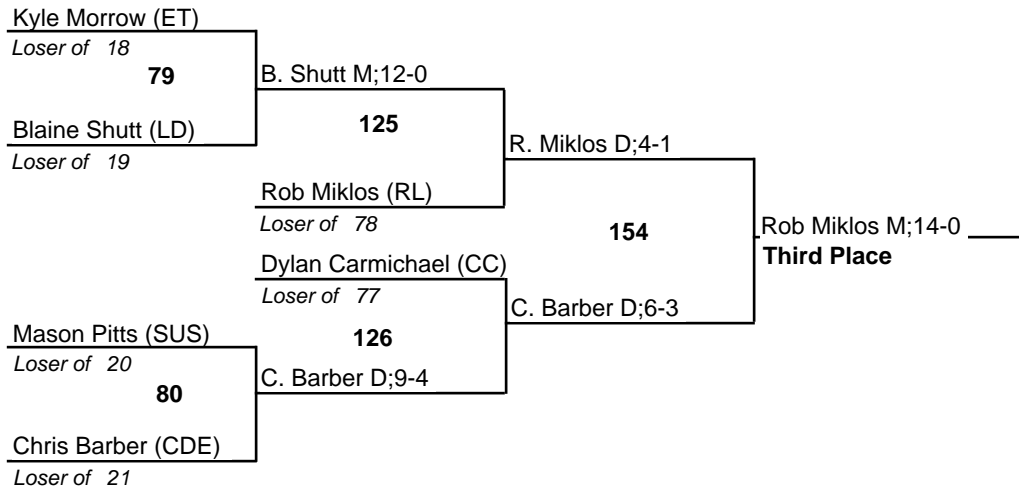 Kyle Morrow (ET)
Loser of 18
79
B. Shutt M;12-0
Blaine Shutt (LD)
Loser of 19
125
R. Miklos D;4-1
Rob Miklos (RL)
Loser of 78
154
Rob Miklos M;14-0
Third Place
Dylan Carmichael (CC)
Loser of 77
126
C. Barber D;6-3
Mason Pitts (SUS)
Loser of 20
80
C. Barber D;9-4
Chris Barber (CDE)
Loser of 21